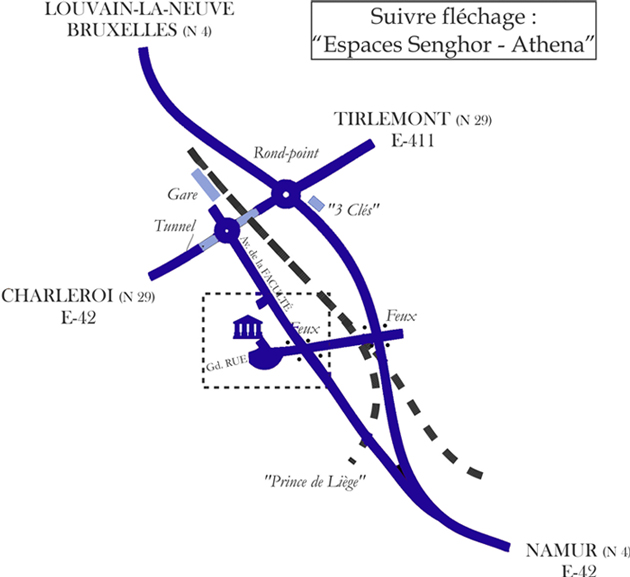 LOUVAIN-LA-NEUVE
BRUXELLES (N 4)
Suivre fléchage :
“Espaces Senghor - Athena”
TIRLEMONT (N 29)
E-411
Rond-point
Gare
"3 Clés"
Tunnel
Av. de la FACULTÉ
CHARLEROI (N 29)
E-42
Feux
Feux
Gd. RUE
"Prince de Liège"
NAMUR (N 4)
E-42